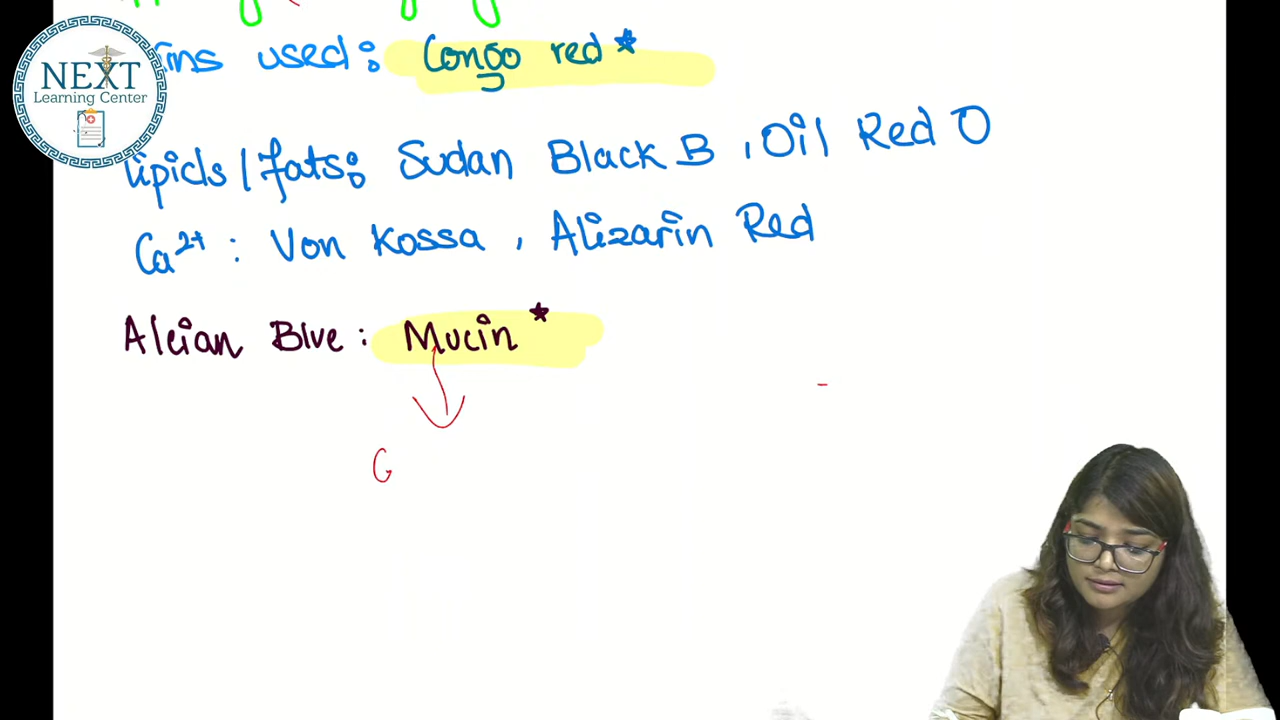 NEXT
Learning Center
used: Congo red*
lipids / fats: Sudan Black B, Oil Red O
Ca2+: Von Kossa, Alizarin Red
Alcian Blue: Mucin*
G